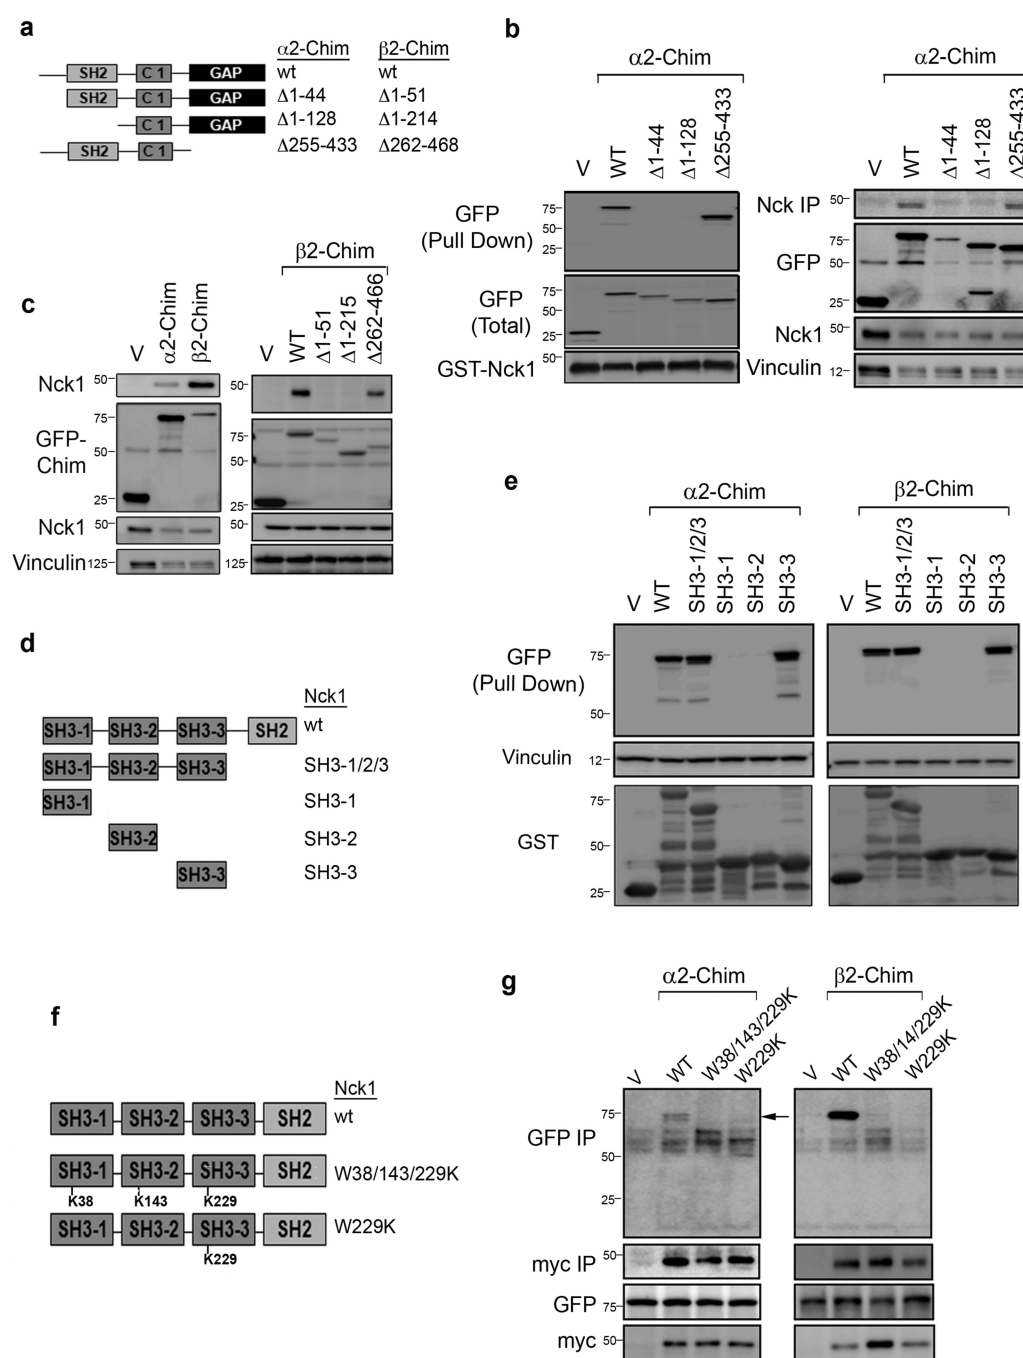 a
α2-Chim β2-Chim
SH2 C 1 GAP wt wt
SH2 C 1 GAP Δ1-44 Δ1-51
C 1 GAP Δ1-128 Δ1-214
SH2 C 1 Δ255-433 Δ262-468
b
α2-Chim
V WT Δ1-44 Δ1-128 Δ255-433
GFP
(Pull Down)
75
50
25
GFP
(Total)
75
50
25
GST-Nck1
50
α2-Chim
V WT Δ1-44 Δ1-128 Δ255-433
Nck IP
50
GFP
75
50
25
Nck1
50
Vinculin 12
c
V α2-Chim β2-Chim
Nck1 50
GFP-
Chim
75
50
25
Nck1 50
Vinculin 125
β2-Chim
V WT Δ1-51 Δ1-215 Δ262-466
50
75
50
25
50
125
d
Nck1
SH3-1 SH3-2 SH3-3 SH2 wt
SH3-1 SH3-2 SH3-3 SH3-1/2/3
SH3-1 SH3-1
SH3-2 SH3-2
SH3-3 SH3-3
e
α2-Chim
V WT SH3-1/2/3 SH3-1 SH3-2 SH3-3
β2-Chim
V WT SH3-1/2/3 SH3-1 SH3-2 SH3-3
GFP
(Pull Down)
75
50
Vinculin 12
GST
75
50
25
f
Nck1
SH3-1 SH3-2 SH3-3 SH2 wt
SH3-1 SH3-2 SH3-3 SH2 W38/143/229K
K38 K143 K229
SH3-1 SH3-2 SH3-3 SH2 W229K
K229
g
α2-Chim
V WT W38/143/229K W229K
β2-Chim
V WT W38/14/229K W229K
GFP IP
75
50
25
myc IP 50
GFP 75
myc 50